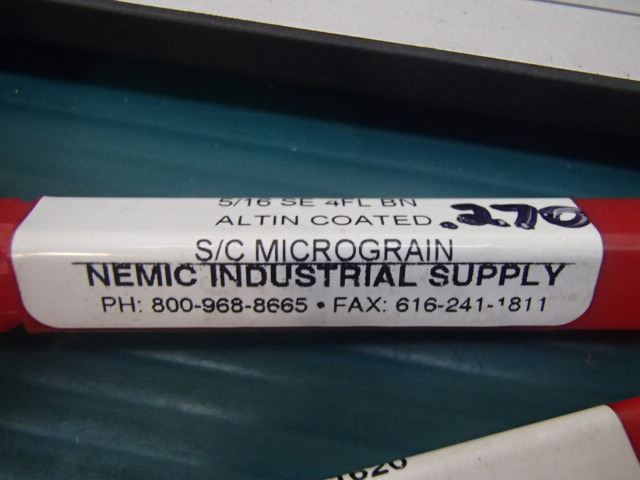 5/16 SE 4FL BN
ALTIN COATED .270
S/C MICROGRAIN
NEMIC INDUSTRIAL SUPPLY
PH: 800-968-8665 • FAX: 616-241-1811